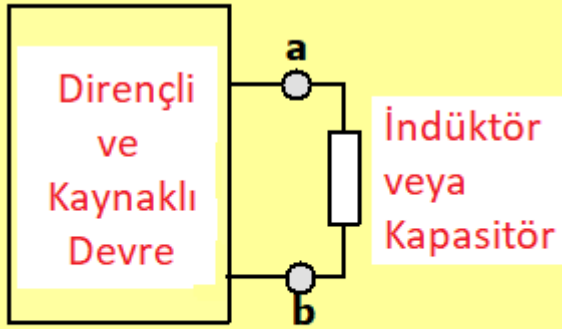 Dirençli
ve
Kaynaklı
Devre
a
İndüktör
veya
Kapasitör
b